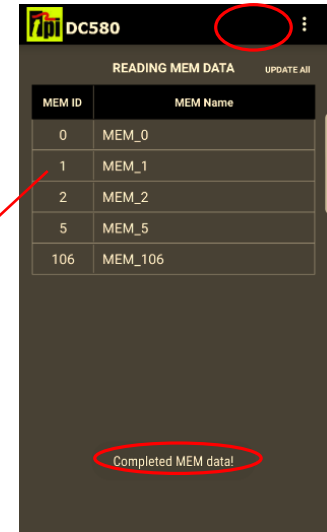 tpi DC580
READING MEM DATA UPDATE All
MEM ID MEM Name
0 MEM_0
1 MEM_1
2 MEM_2
5 MEM_5
106 MEM_106
Completed MEM data!